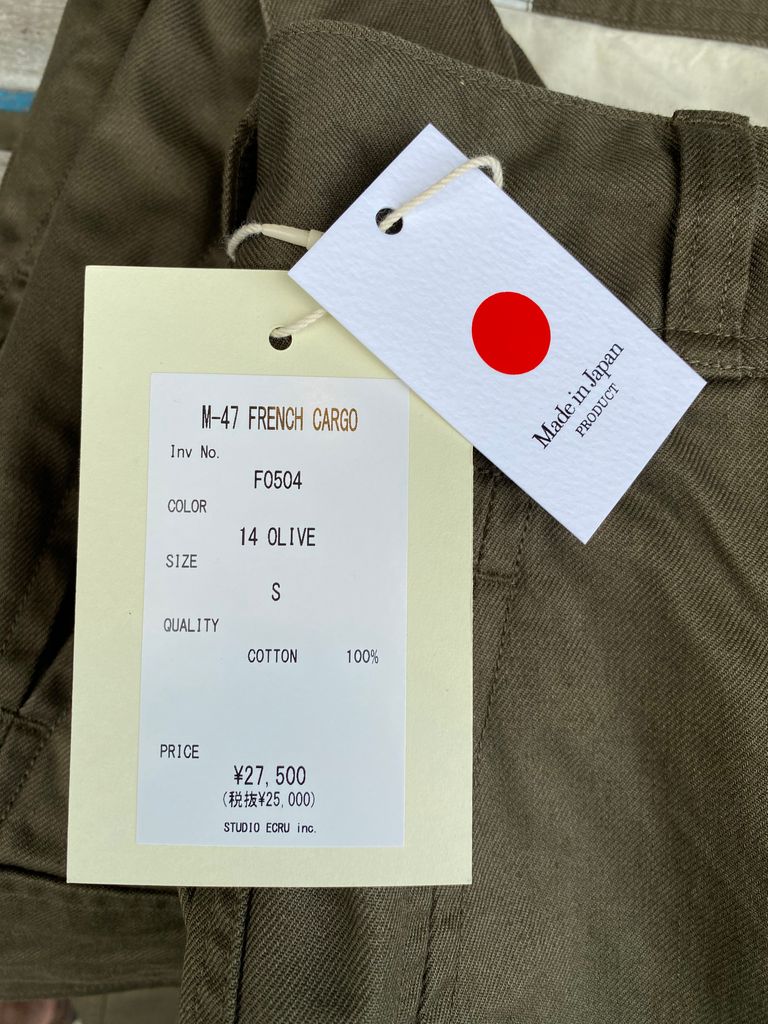 Made in Japan
PRODUCT
M-47 FRENCH CARGO
Inv No.
F0504
COLOR
14 OLIVE
SIZE
S
QUALITY
COTTON 100%
PRICE
¥27,500
(税抜¥25,000)
STUDIO ECRU inc.